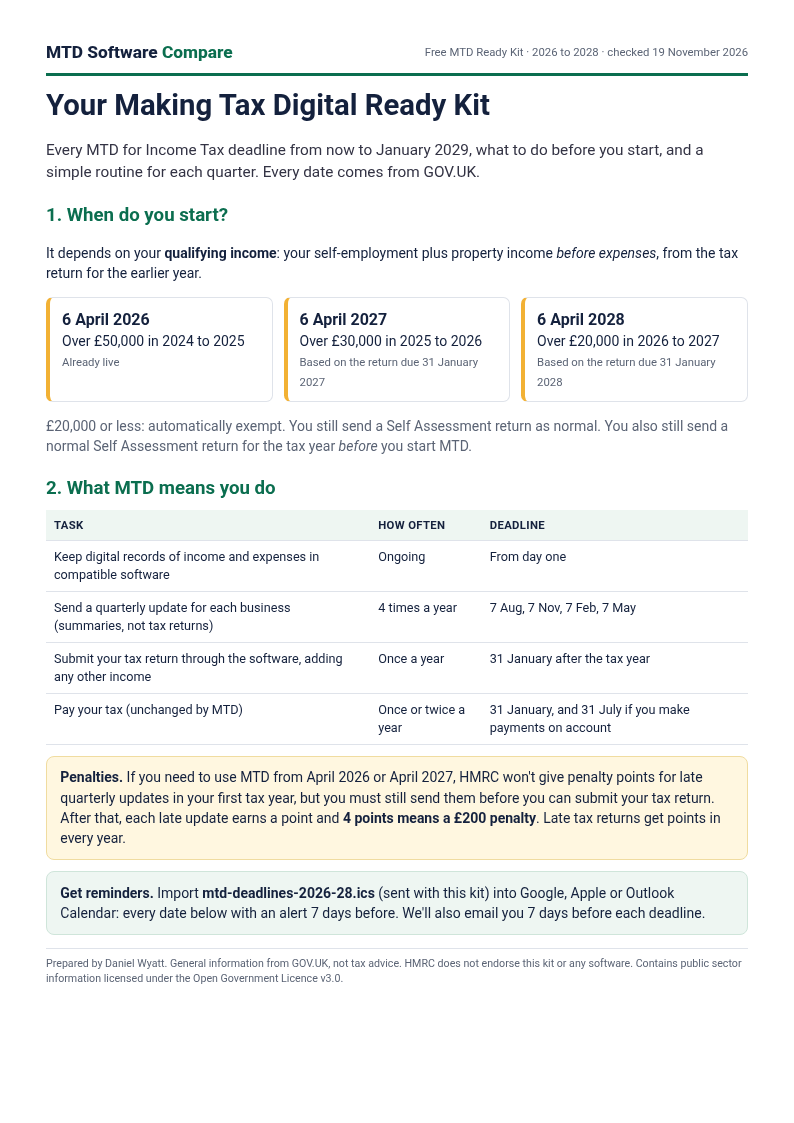 MTD Software Compare
Free MTD Ready Kit · 2026 to 2028 · checked 19 November 2026
Your Making Tax Digital Ready Kit
Every MTD for Income Tax deadline from now to January 2029, what to do before you start, and a
simple routine for each quarter. Every date comes from GOV.UK.
1. When do you start?
It depends on your qualifying income: your self-employment plus property income before expenses, from the tax
return for the earlier year.
6 April 2026
Over £50,000 in 2024 to 2025
Already live
6 April 2027
Over £30,000 in 2025 to 2026
Based on the return due 31 January
2027
6 April 2028
Over £20,000 in 2026 to 2027
Based on the return due 31 January
2028
£20,000 or less: automatically exempt. You still send a Self Assessment return as normal. You also still send a
normal Self Assessment return for the tax year before you start MTD.
2. What MTD means you do
TASK HOW OFTEN DEADLINE
Keep digital records of income and expenses in
compatible software
Ongoing
From day one
Send a quarterly update for each business
(summaries, not tax returns)
4 times a year
7 Aug, 7 Nov, 7 Feb, 7 May
Submit your tax return through the software, adding
any other income
Once a year
31 January after the tax year
Pay your tax (unchanged by MTD)
Once or twice a
year
31 January, and 31 July if you make
payments on account
Penalties. If you need to use MTD from April 2026 or April 2027, HMRC won't give penalty points for late
quarterly updates in your first tax year, but you must still send them before you can submit your tax return.
After that, each late update earns a point and 4 points means a £200 penalty. Late tax returns get points in
every year.
Get reminders. Import mtd-deadlines-2026-28.ics (sent with this kit) into Google, Apple or Outlook
Calendar: every date below with an alert 7 days before. We'll also email you 7 days before each deadline.
Prepared by Daniel Wyatt. General information from GOV.UK, not tax advice. HMRC does not endorse this kit or any software. Contains public sector
information licensed under the Open Government Licence v3.0.